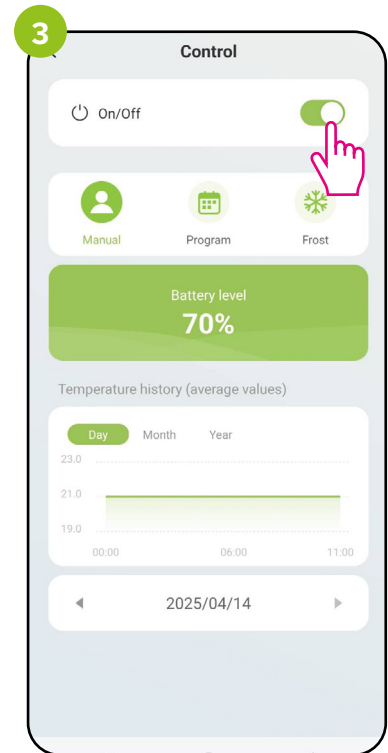 3
Control
On/Off
Manual Program Frost
Battery level
70%
Temperature history (average values)
Day Month Year
23.0
21.0
19.0
00:00 06:00 11:00
2025/04/14